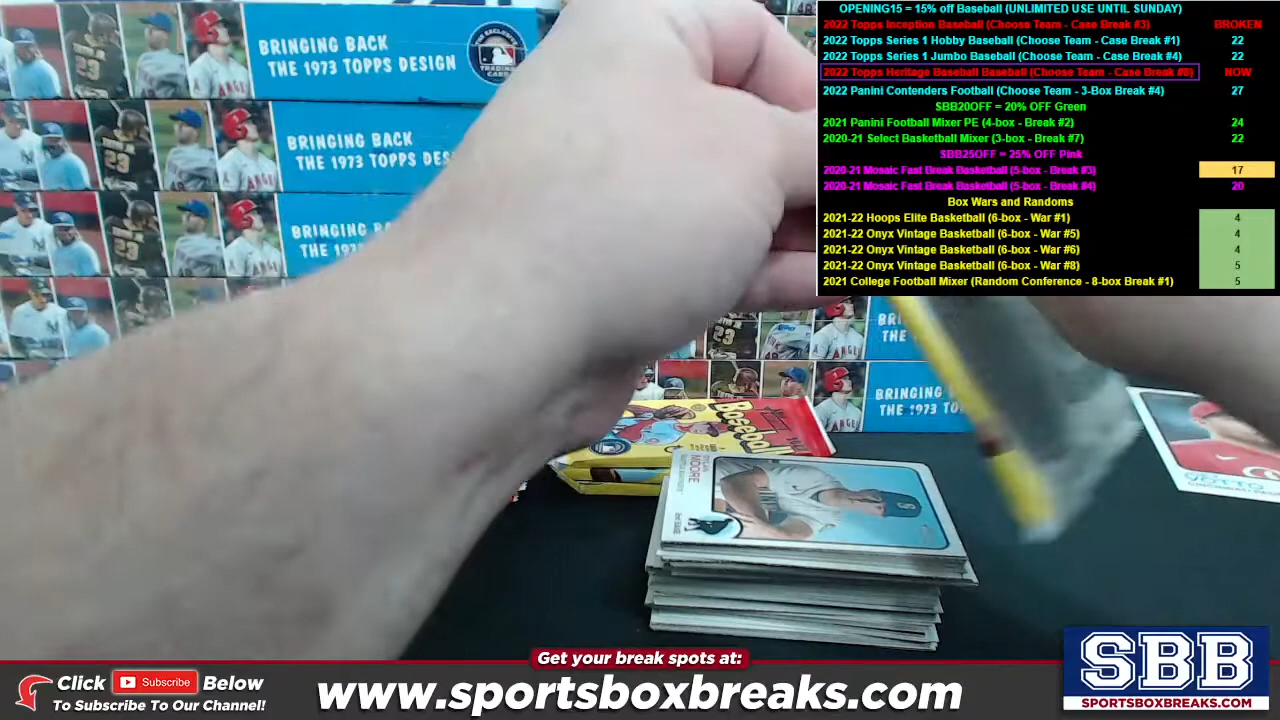 OPENING15 = 15% off Baseball (UNLIMITED USE UNTIL SUNDAY)
2022 Topps Inception Baseball (Choose Team - Case Break #3) BROKEN
2022 Topps Series 1 Hobby Baseball (Choose Team - Case Break #1) 22
2022 Topps Series 1 Jumbo Baseball (Choose Team - Case Break #4) 22
2022 Topps Heritage Baseball Baseball (Choose Team - Case Break #8) NOW
2022 Panini Contenders Football (Choose Team - 3-Box Break #4) 27
SBB20OFF = 20% OFF Green
2021 Panini Football Mixer PE (4-box - Break #2) 24
2020-21 Select Basketball Mixer (3-box - Break #7) 22
SBB25OFF = 25% OFF Pink
2020-21 Mosaic Fast Break Basketball (5-box - Break #3) 17
2020-21 Mosaic Fast Break Basketball (5-box - Break #4) 20
Box Wars and Randoms
2021-22 Hoops Elite Basketball (6-box - War #1) 4
2021-22 Onyx Vintage Basketball (6-box - War #5) 4
2021-22 Onyx Vintage Basketball (6-box - War #6) 4
2021-22 Onyx Vintage Basketball (6-box - War #8) 5
2021 College Football Mixer (Random Conference - 8-box Break #1) 5
BRINGING BACK
THE 1973 TOPPS DESIGN
BRINGING BACK
THE 1973 TOPPS DES
BRINGING BA
THE 197
BRI
THE
BRINGING
THE 1973 TO
Baseball
MOORE
VOTTO
CINCINNATI
Get your break spots at:
Click Subscribe Below
To Subscribe To Our Channel!
www.sportsboxbreaks.com
SBB
SPORTSBOXBREAKS.COM